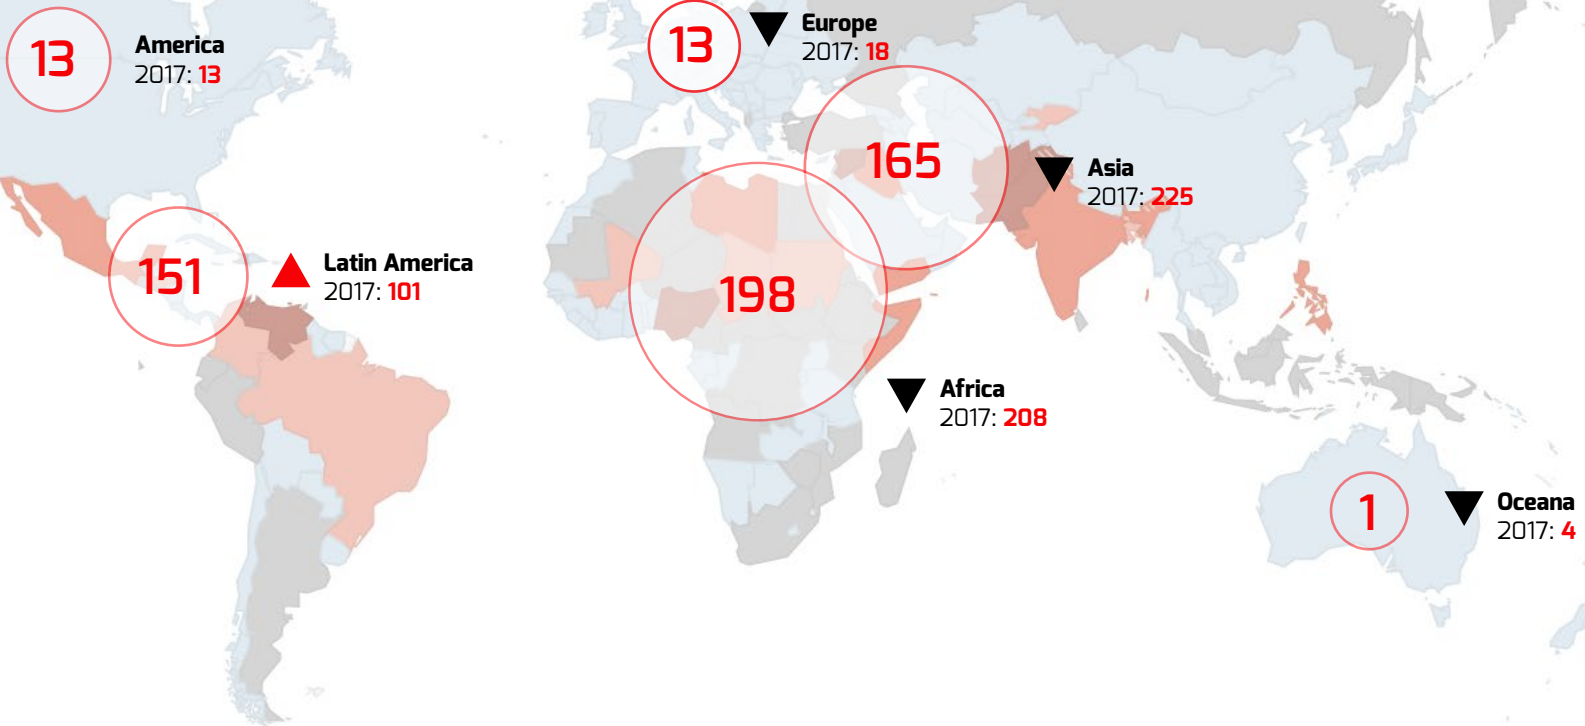 13
America
2017: 13
13
Europe
2017: 18
165
Asia
2017: 225
151
Latin America
2017: 101
198
Africa
2017: 208
1
Oceana
2017: 4